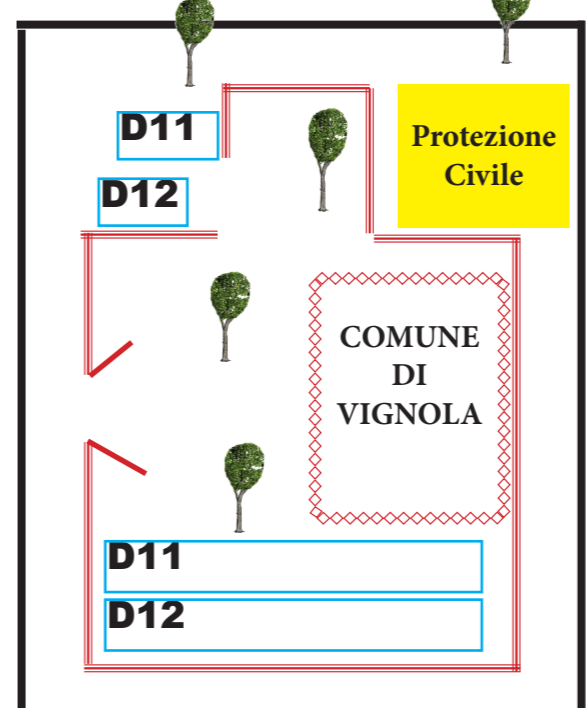 D11
Protezione
Civile
D12
COMUNE
DI
VIGNOLA
D11
D12